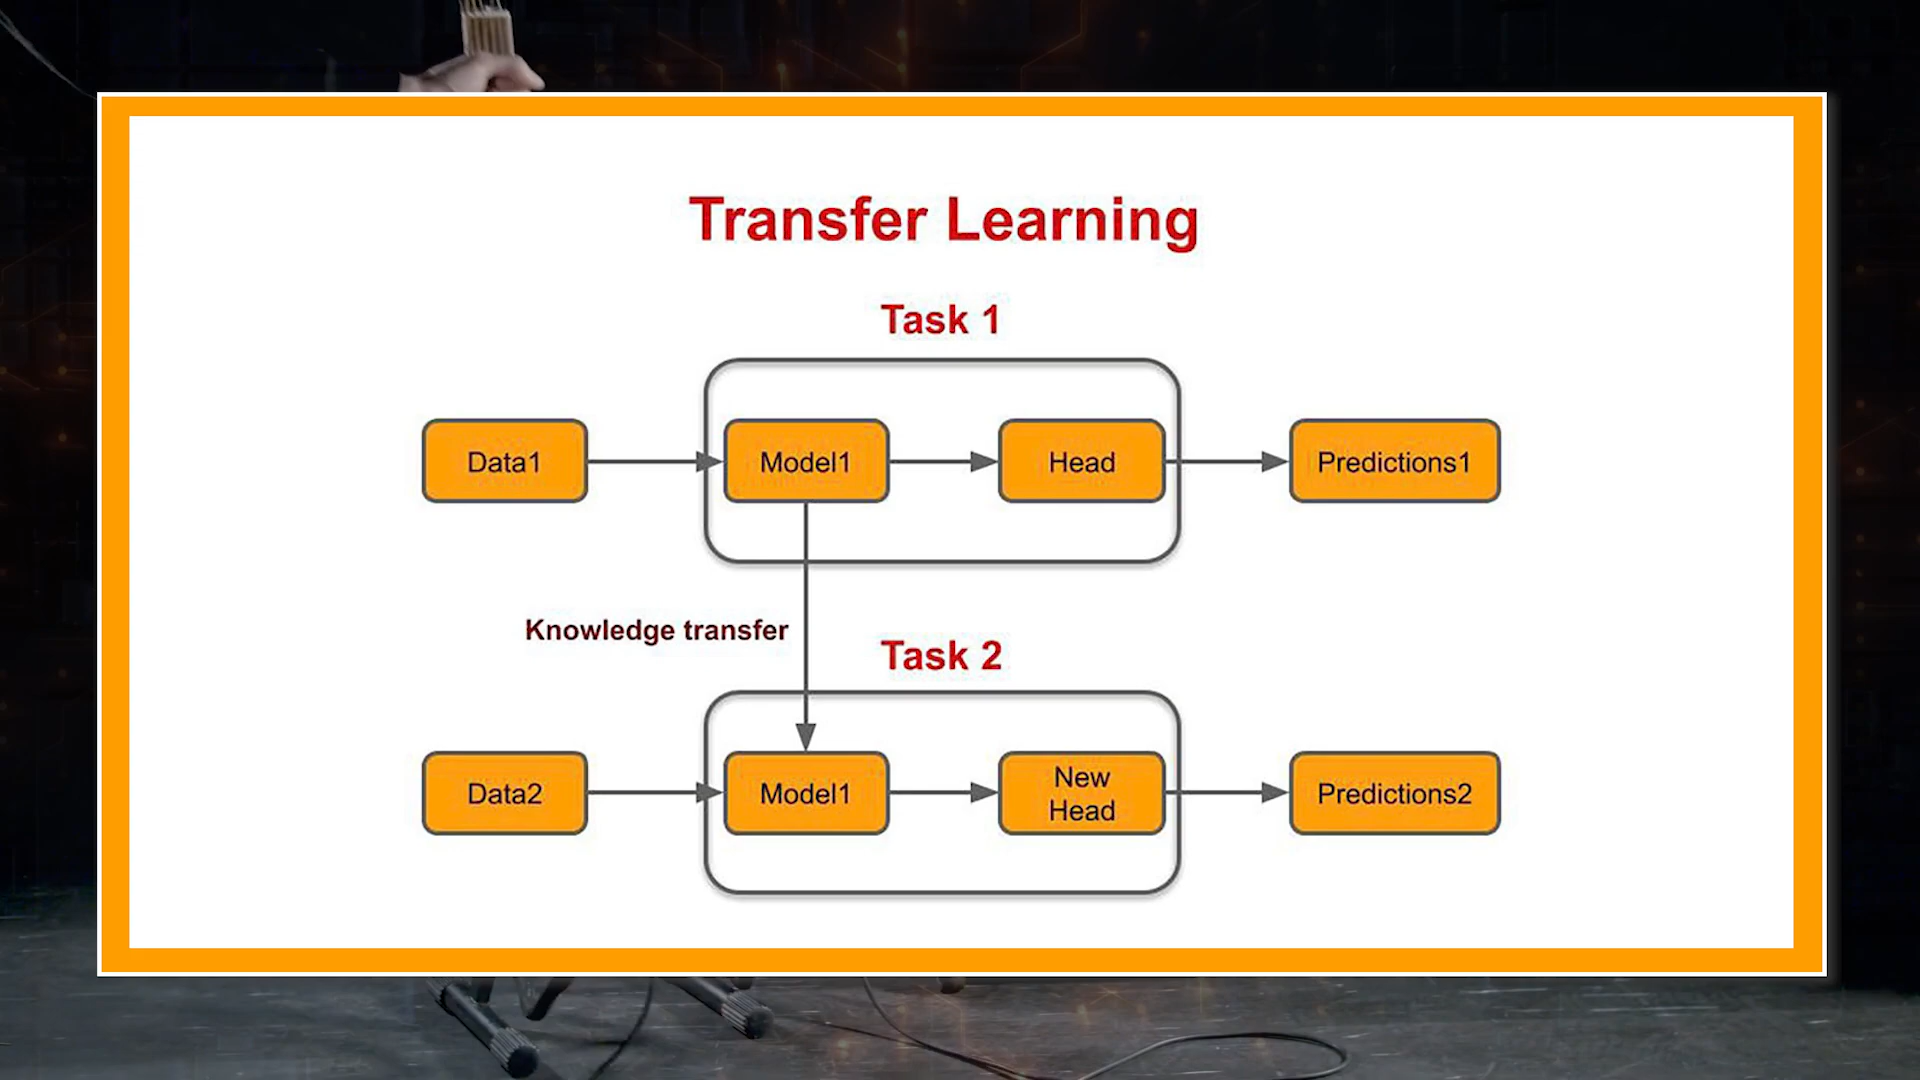 Transfer Learning
Task 1
Data1
Model1
Head
Predictions1
Knowledge transfer
Task 2
Data2
Model1
New
Head
Predictions2